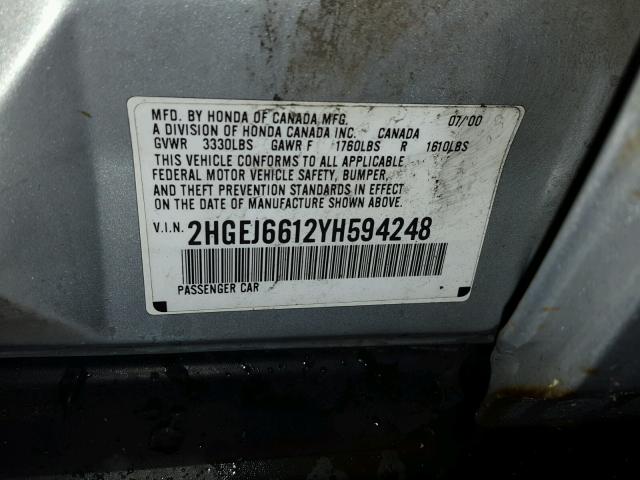 MFD. BY HONDA OF CANADA MFG. 07/00
A DIVISION OF HONDA CANADA INC. CANADA
GVWR 3330LBS GAWR F 1760LBS R 1610LBS
THIS VEHICLE CONFORMS TO ALL APPLICABLE
FEDERAL MOTOR VEHICLE SAFETY, BUMPER,
AND THEFT PREVENTION STANDARDS IN EFFECT
ON THE DATE OF MANUFACTURE SHOWN ABOVE.
V.I.N. 2HGEJ6612YH594248
PASSENGER CAR